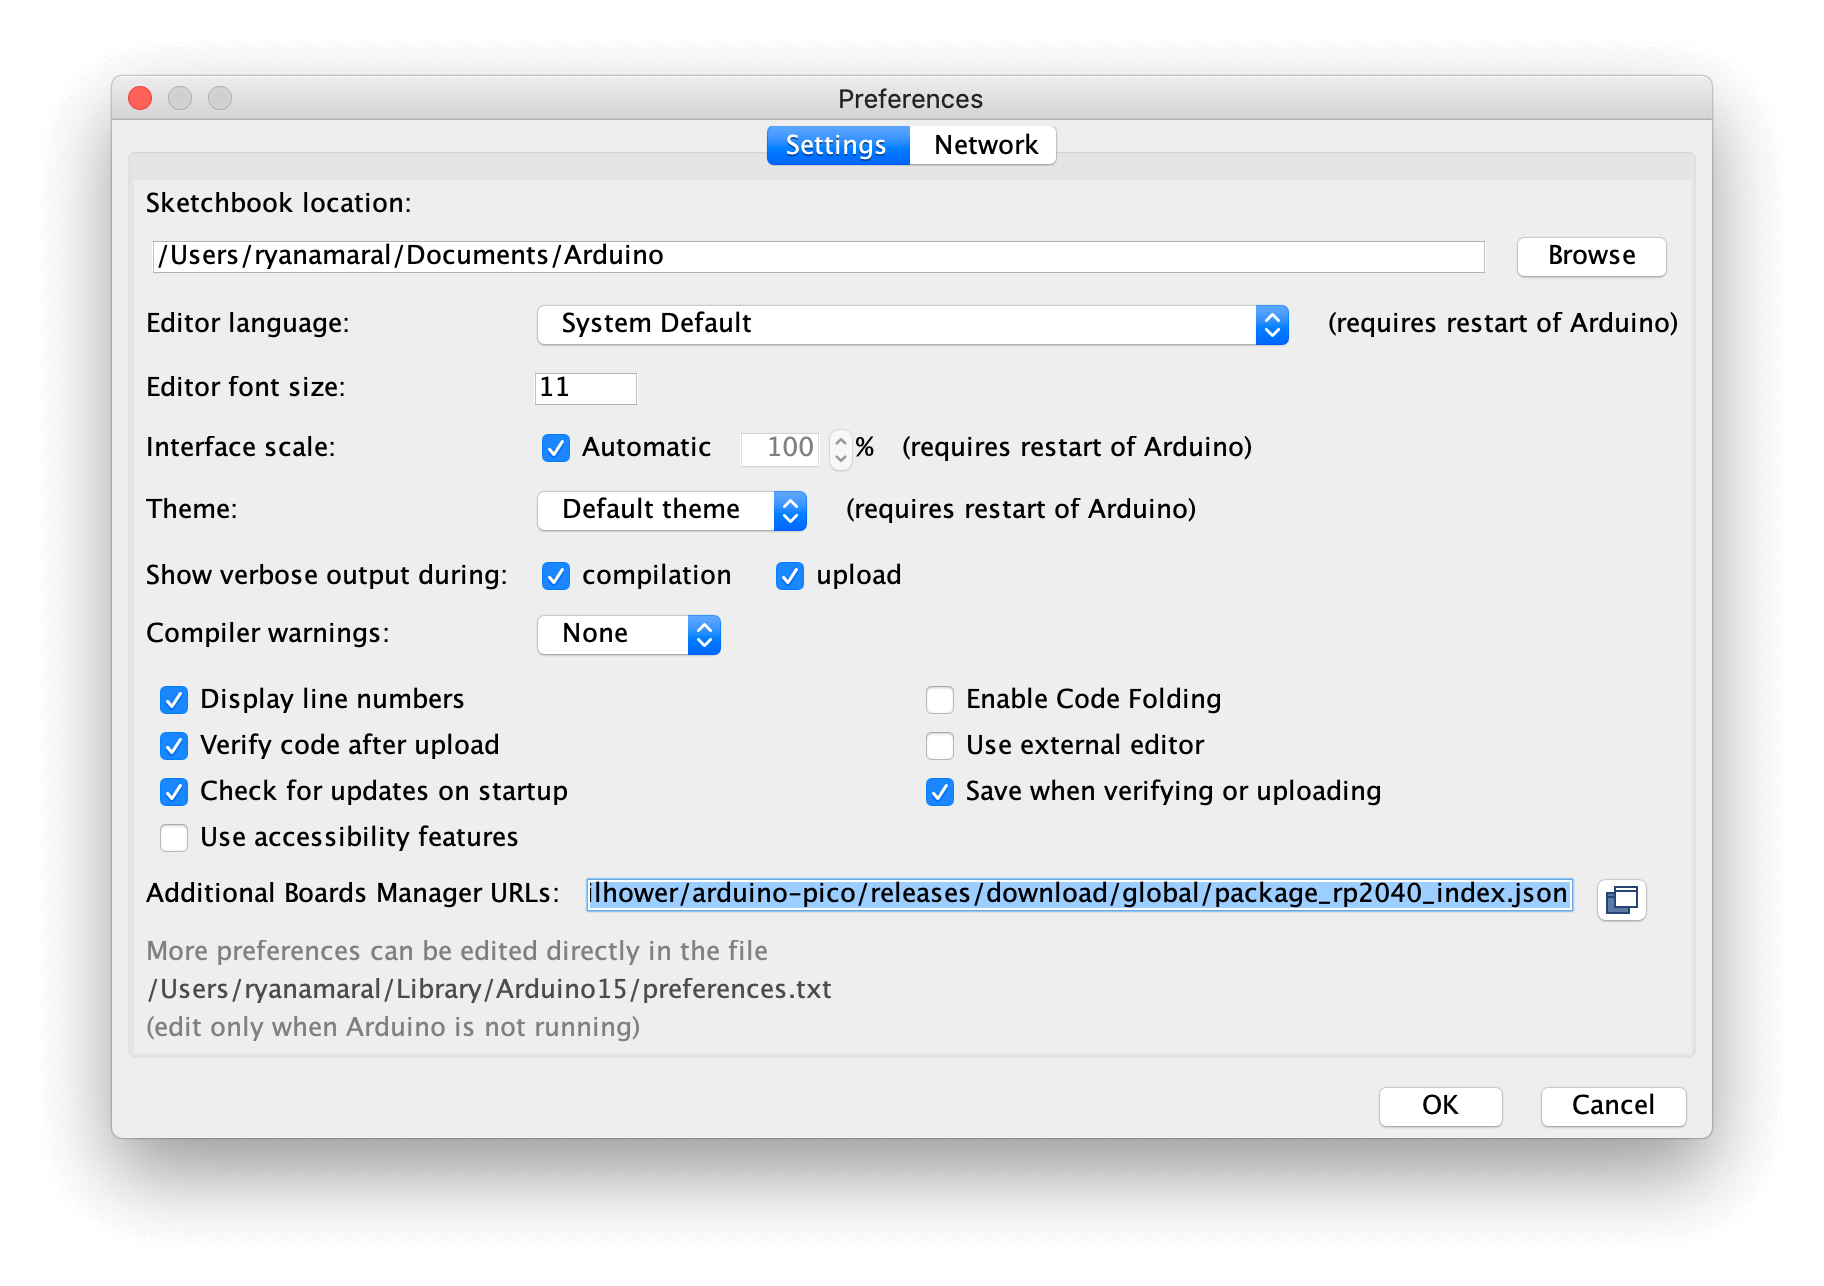 Preferences
Settings Network
Sketchbook location:
/Users/ryanamaral/Documents/Arduino Browse
Editor language: System Default (requires restart of Arduino)
Editor font size: 11
Interface scale: Automatic 100 % (requires restart of Arduino)
Theme: Default theme (requires restart of Arduino)
Show verbose output during: compilation upload
Compiler warnings: None
Display line numbers Enable Code Folding
Verify code after upload Use external editor
Check for updates on startup Save when verifying or uploading
Use accessibility features
Additional Boards Manager URLs: ilhower/arduino-pico/releases/download/global/package_rp2040_index.json
More preferences can be edited directly in the file
/Users/ryanamaral/Library/Arduino15/preferences.txt
(edit only when Arduino is not running)
OK Cancel